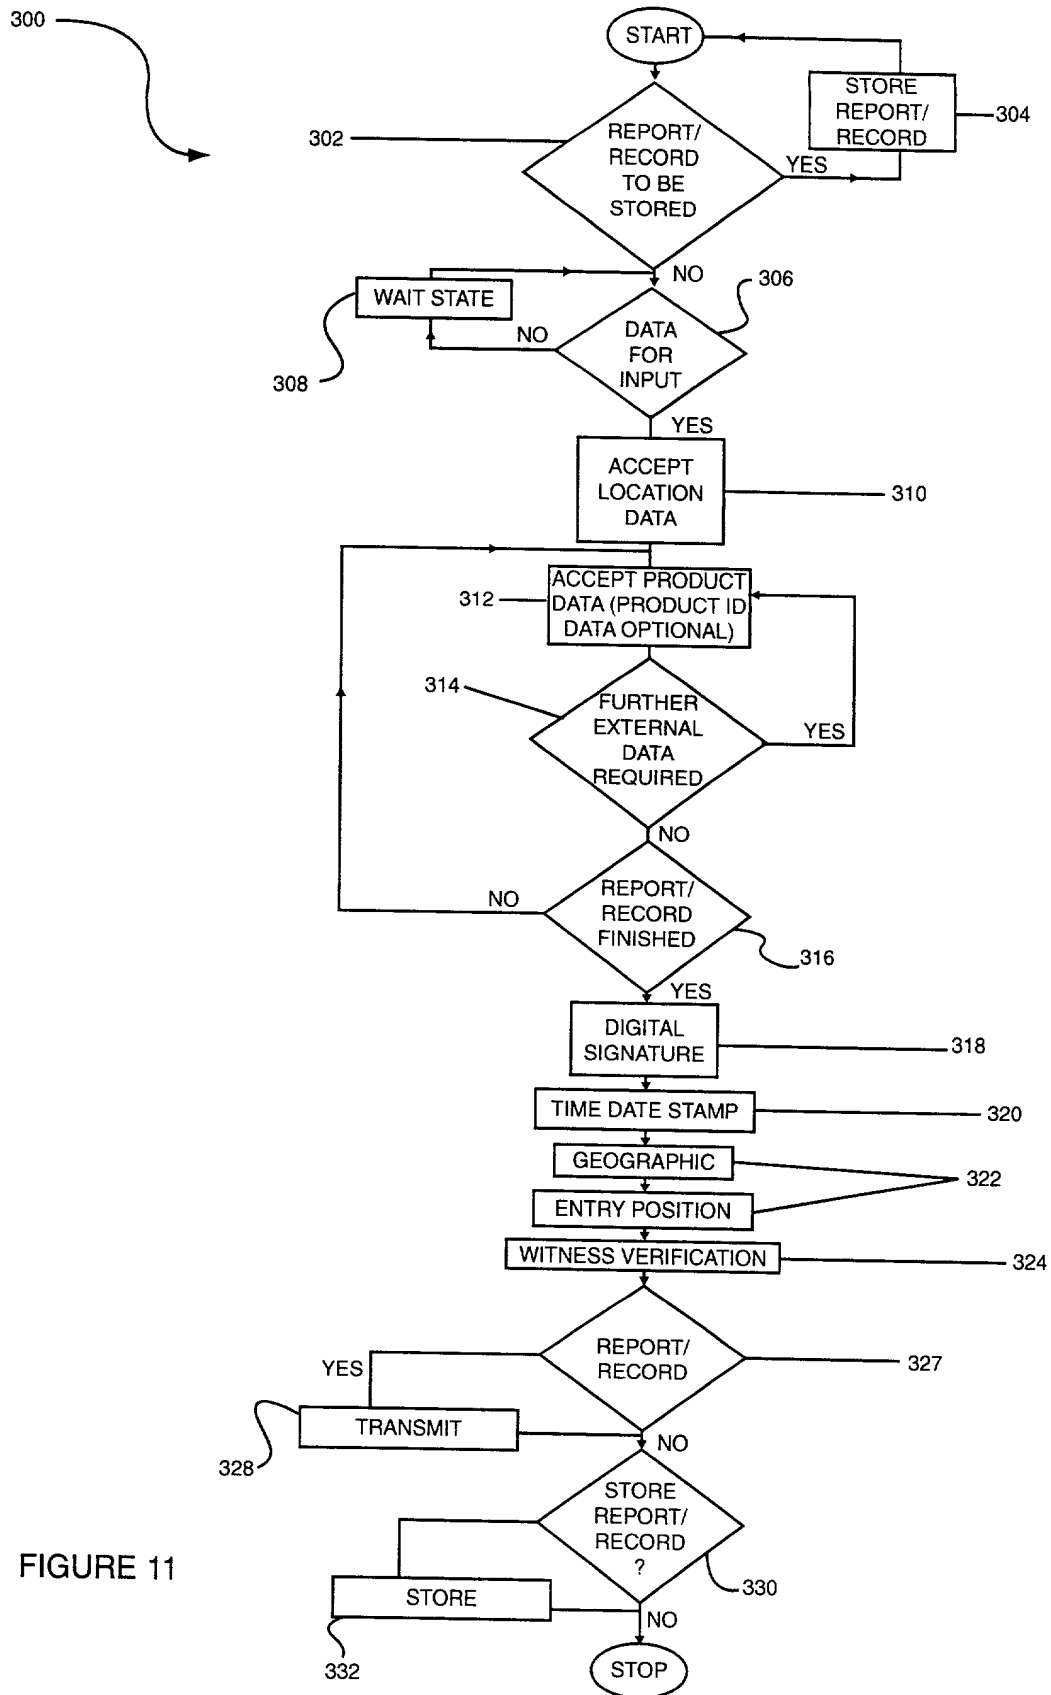 300
START
STORE
REPORT/
RECORD
304
302
REPORT/
RECORD
TO BE
STORED
YES
NO
306
WAIT STATE
308
NO
DATA
FOR
INPUT
YES
ACCEPT
LOCATION
DATA
310
312
ACCEPT PRODUCT
DATA (PRODUCT ID
DATA OPTIONAL)
314
FURTHER
EXTERNAL
DATA
REQUIRED
YES
NO
NO
REPORT/
RECORD
FINISHED
316
YES
DIGITAL
SIGNATURE
318
TIME DATE STAMP
320
GEOGRAPHIC
322
ENTRY POSITION
WITNESS VERIFICATION
324
REPORT/
RECORD
327
YES
TRANSMIT
328
NO
STORE
REPORT/
RECORD
?
330
FIGURE 11
STORE
332
NO
STOP